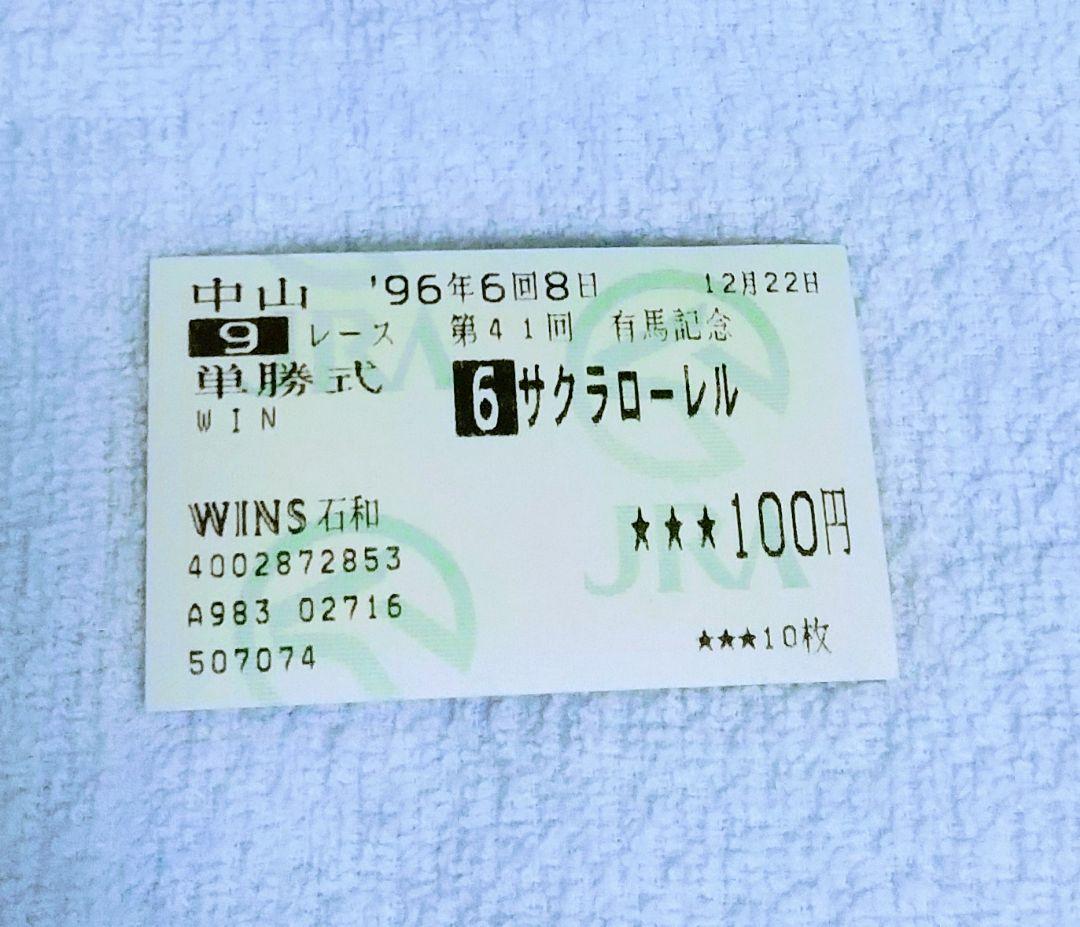 中山 '96年6回8日 12月22日
9 レース 第41回 有馬記念
単勝式 6 サクラローレル
WIN
WINS石和 ★★★100円
4002872853
A983 02716
507074 ★★★10枚
JRA
JRA